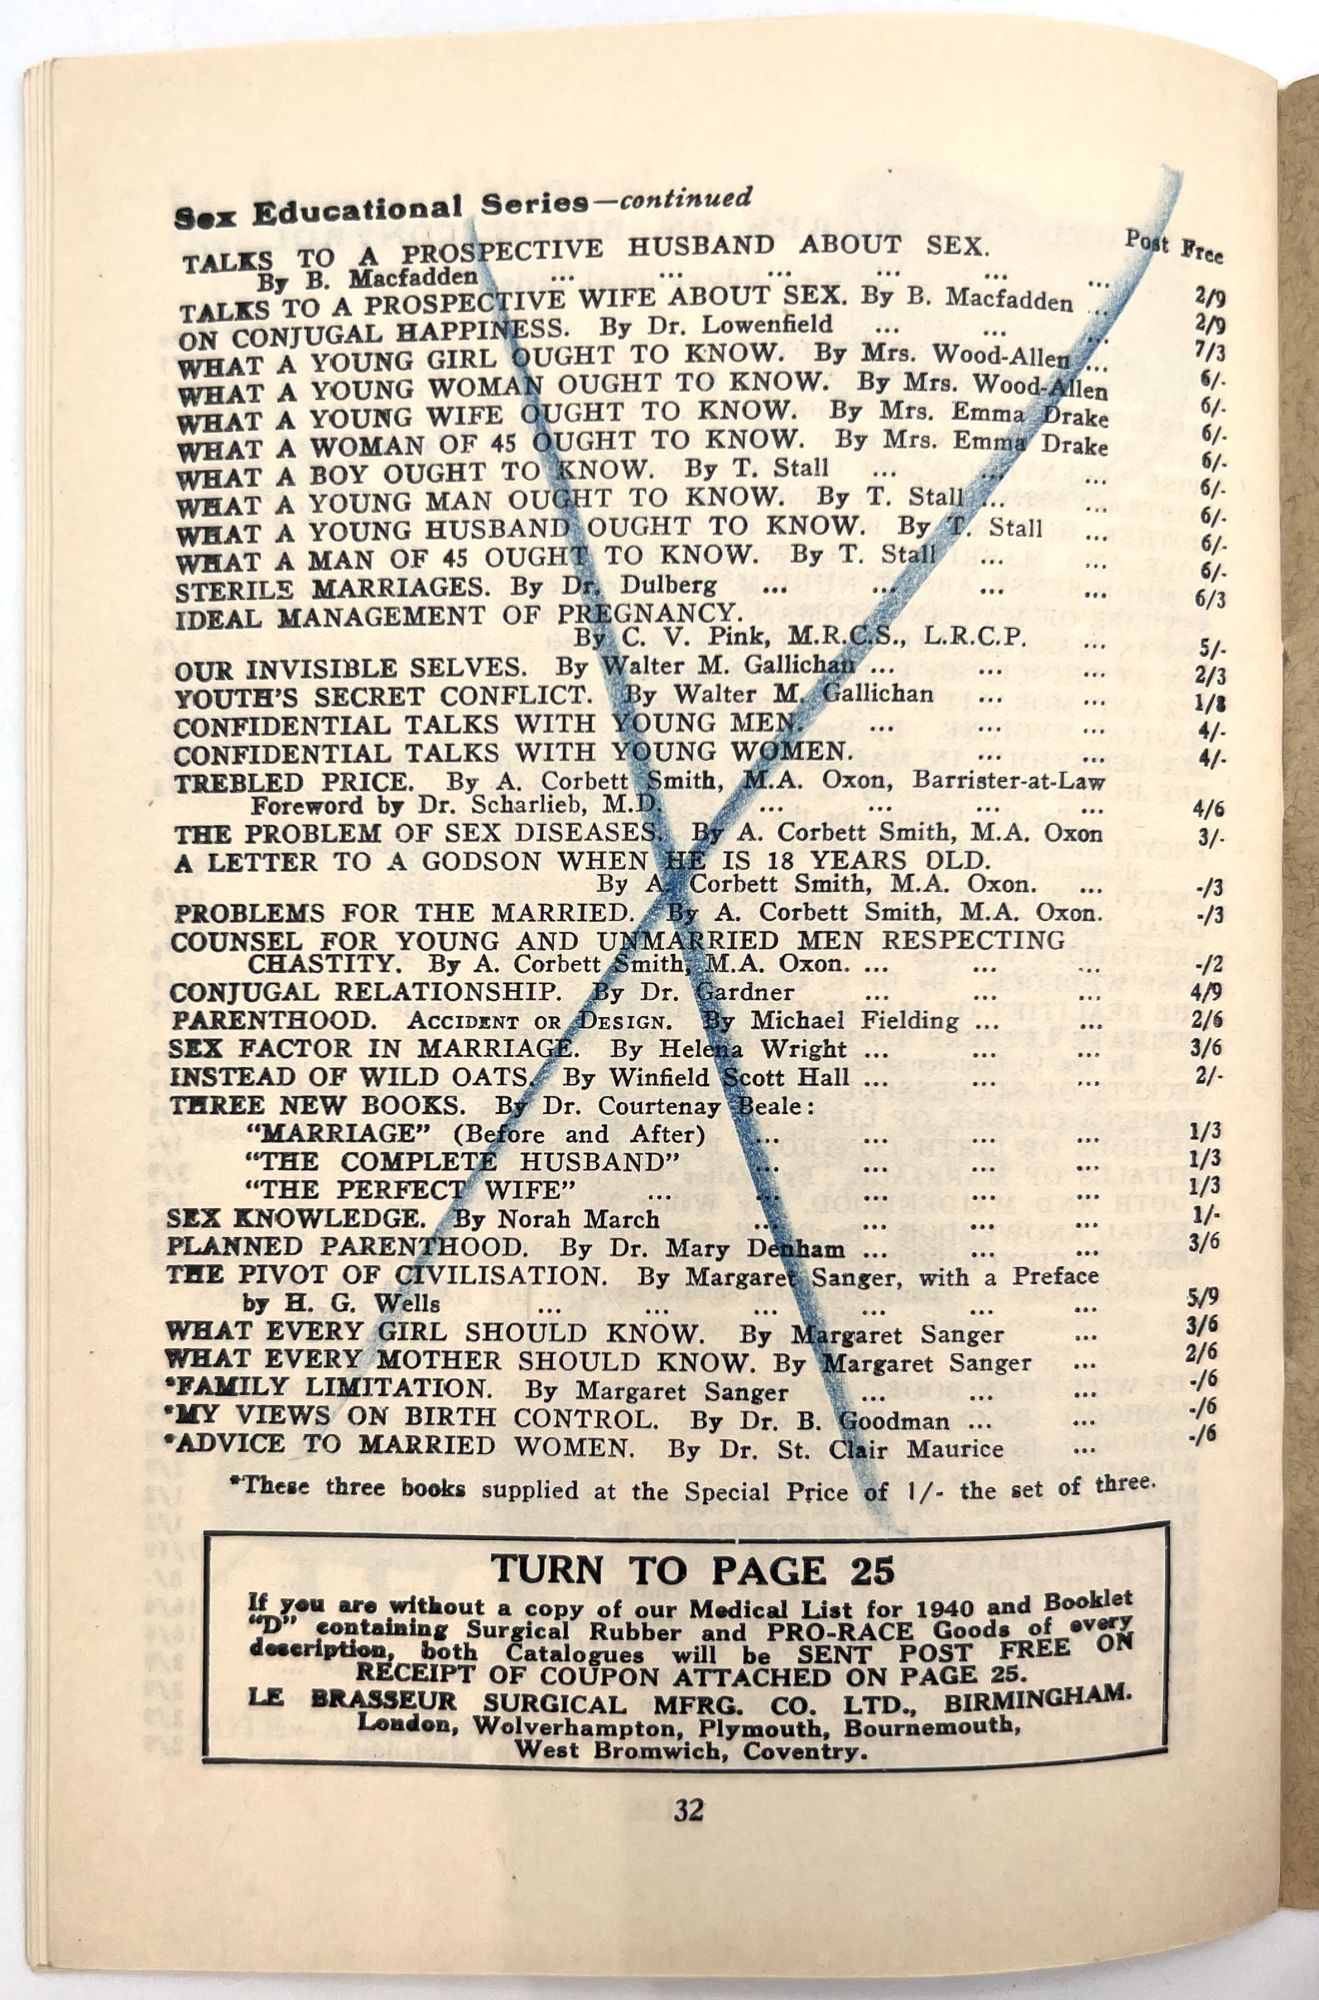 Sex Educational Series—continued
Post Free
TALKS TO A PROSPECTIVE HUSBAND ABOUT SEX.
By B. Macfadden ... ... ... ... ... ... 2/9
TALKS TO A PROSPECTIVE WIFE ABOUT SEX. By B. Macfadden ... 2/9
ON CONJUGAL HAPPINESS. By Dr. Lowenfield ... ... ... 7/3
WHAT A YOUNG GIRL OUGHT TO KNOW. By Mrs. Wood-Allen ... 6/-
WHAT A YOUNG WOMAN OUGHT TO KNOW. By Mrs. Wood-Allen 6/-
WHAT A YOUNG WIFE OUGHT TO KNOW. By Mrs. Emma Drake 6/-
WHAT A WOMAN OF 45 OUGHT TO KNOW. By Mrs. Emma Drake 6/-
WHAT A BOY OUGHT TO KNOW. By T. Stall ... ... ... 6/-
WHAT A YOUNG MAN OUGHT TO KNOW. By T. Stall ... ... 6/-
WHAT A YOUNG HUSBAND OUGHT TO KNOW. By T. Stall ... 6/-
WHAT A MAN OF 45 OUGHT TO KNOW. By T. Stall ... ... 6/-
STERILE MARRIAGES. By Dr. Dulberg ... ... ... ... 6/3
IDEAL MANAGEMENT OF PREGNANCY.
By C. V. Pink, M.R.C.S., L.R.C.P. ... 5/-
OUR INVISIBLE SELVES. By Walter M. Gallichan ... ... ... 2/3
YOUTH'S SECRET CONFLICT. By Walter M. Gallichan ... ... 1/8
CONFIDENTIAL TALKS WITH YOUNG MEN. ... ... ... 4/-
CONFIDENTIAL TALKS WITH YOUNG WOMEN. ... ... 4/-
TREBLED PRICE. By A. Corbett Smith, M.A. Oxon, Barrister-at-Law
Foreword by Dr. Scharlieb, M.D. ... ... ... ... 4/6
THE PROBLEM OF SEX DISEASES. By A. Corbett Smith, M.A. Oxon 3/-
A LETTER TO A GODSON WHEN HE IS 18 YEARS OLD.
By A. Corbett Smith, M.A. Oxon. ... -/3
PROBLEMS FOR THE MARRIED. By A. Corbett Smith, M.A. Oxon. -/3
COUNSEL FOR YOUNG AND UNMARRIED MEN RESPECTING
CHASTITY. By A. Corbett Smith, M.A. Oxon. ... ... ... -/2
CONJUGAL RELATIONSHIP. By Dr. Gardner ... ... ... 4/9
PARENTHOOD. ACCIDENT OR DESIGN. By Michael Fielding ... ... 2/6
SEX FACTOR IN MARRIAGE. By Helena Wright ... ... ... 3/6
INSTEAD OF WILD OATS. By Winfield Scott Hall ... ... ... 2/-
THREE NEW BOOKS. By Dr. Courtenay Beale:
"MARRIAGE" (Before and After) ... ... ... ... 1/3
"THE COMPLETE HUSBAND" ... ... ... ... 1/3
"THE PERFECT WIFE" ... ... ... ... ... 1/3
SEX KNOWLEDGE. By Norah March ... ... ... ... 1/-
PLANNED PARENTHOOD. By Dr. Mary Denham ... ... ... 3/6
THE PIVOT OF CIVILISATION. By Margaret Sanger, with a Preface
by H. G. Wells ... ... ... ... ... ... 5/9
WHAT EVERY GIRL SHOULD KNOW. By Margaret Sanger ... 3/6
WHAT EVERY MOTHER SHOULD KNOW. By Margaret Sanger ... 2/6
*FAMILY LIMITATION. By Margaret Sanger ... ... ... -/6
*MY VIEWS ON BIRTH CONTROL. By Dr. B. Goodman ... ... -/6
*ADVICE TO MARRIED WOMEN. By Dr. St. Clair Maurice ... -/6
*These three books supplied at the Special Price of 1/- the set of three.
TURN TO PAGE 25
If you are without a copy of our Medical List for 1940 and Booklet
"D" containing Surgical Rubber and PRO-RACE Goods of every
description, both Catalogues will be SENT POST FREE ON
RECEIPT OF COUPON ATTACHED ON PAGE 25.
LE BRASSEUR SURGICAL MFRG. CO. LTD., BIRMINGHAM.
London, Wolverhampton, Plymouth, Bournemouth,
West Bromwich, Coventry.
32